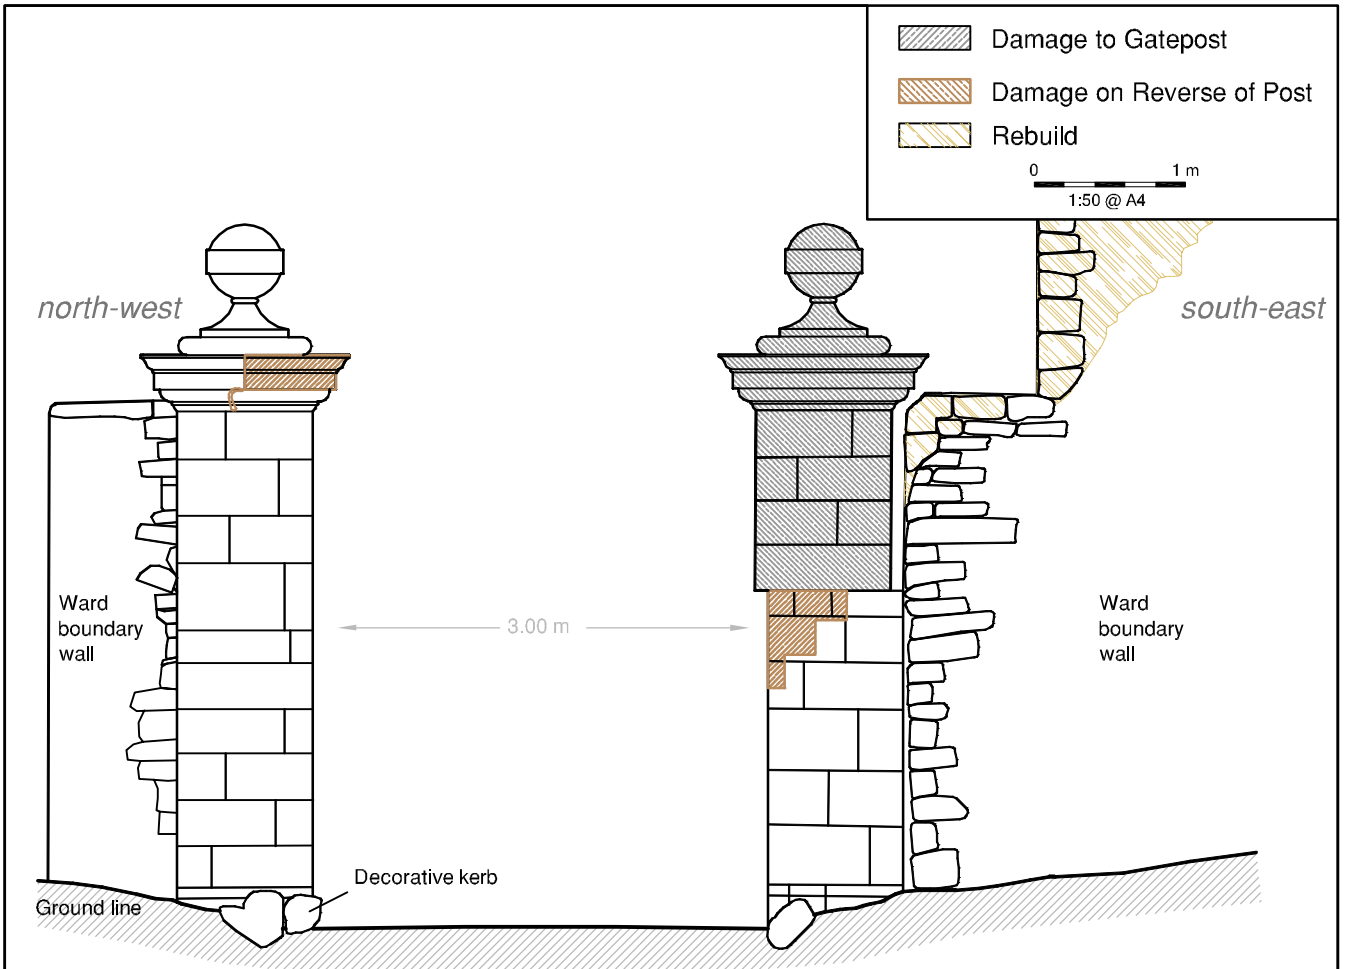 Damage to Gatepost
Damage on Reverse of Post
Rebuild
0 1 m
1:50 @ A4
north-west
south-east
Ward
boundary
wall
3.00 m
Ward
boundary
wall
Decorative kerb
Ground line